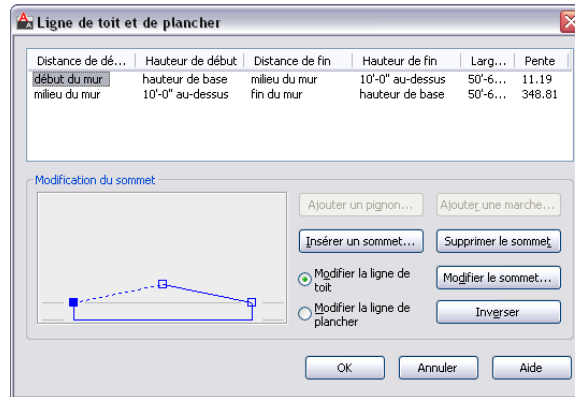 Ligne de toit et de plancher
Distance de dé... Hauteur de début Distance de fin Hauteur de fin Larg... Pente
début du mur hauteur de base milieu du mur 10'-0" au-dessus 50'-6... 11.19
milieu du mur 10'-0" au-dessus fin du mur hauteur de base 50'-6... 348.81
Modification du sommet
Ajouter un pignon... Ajouter une marche...
Insérer un sommet... Supprimer le sommet
Modifier la ligne de toit Modifier le sommet...
Modifier la ligne de plancher Inverser
OK Annuler Aide